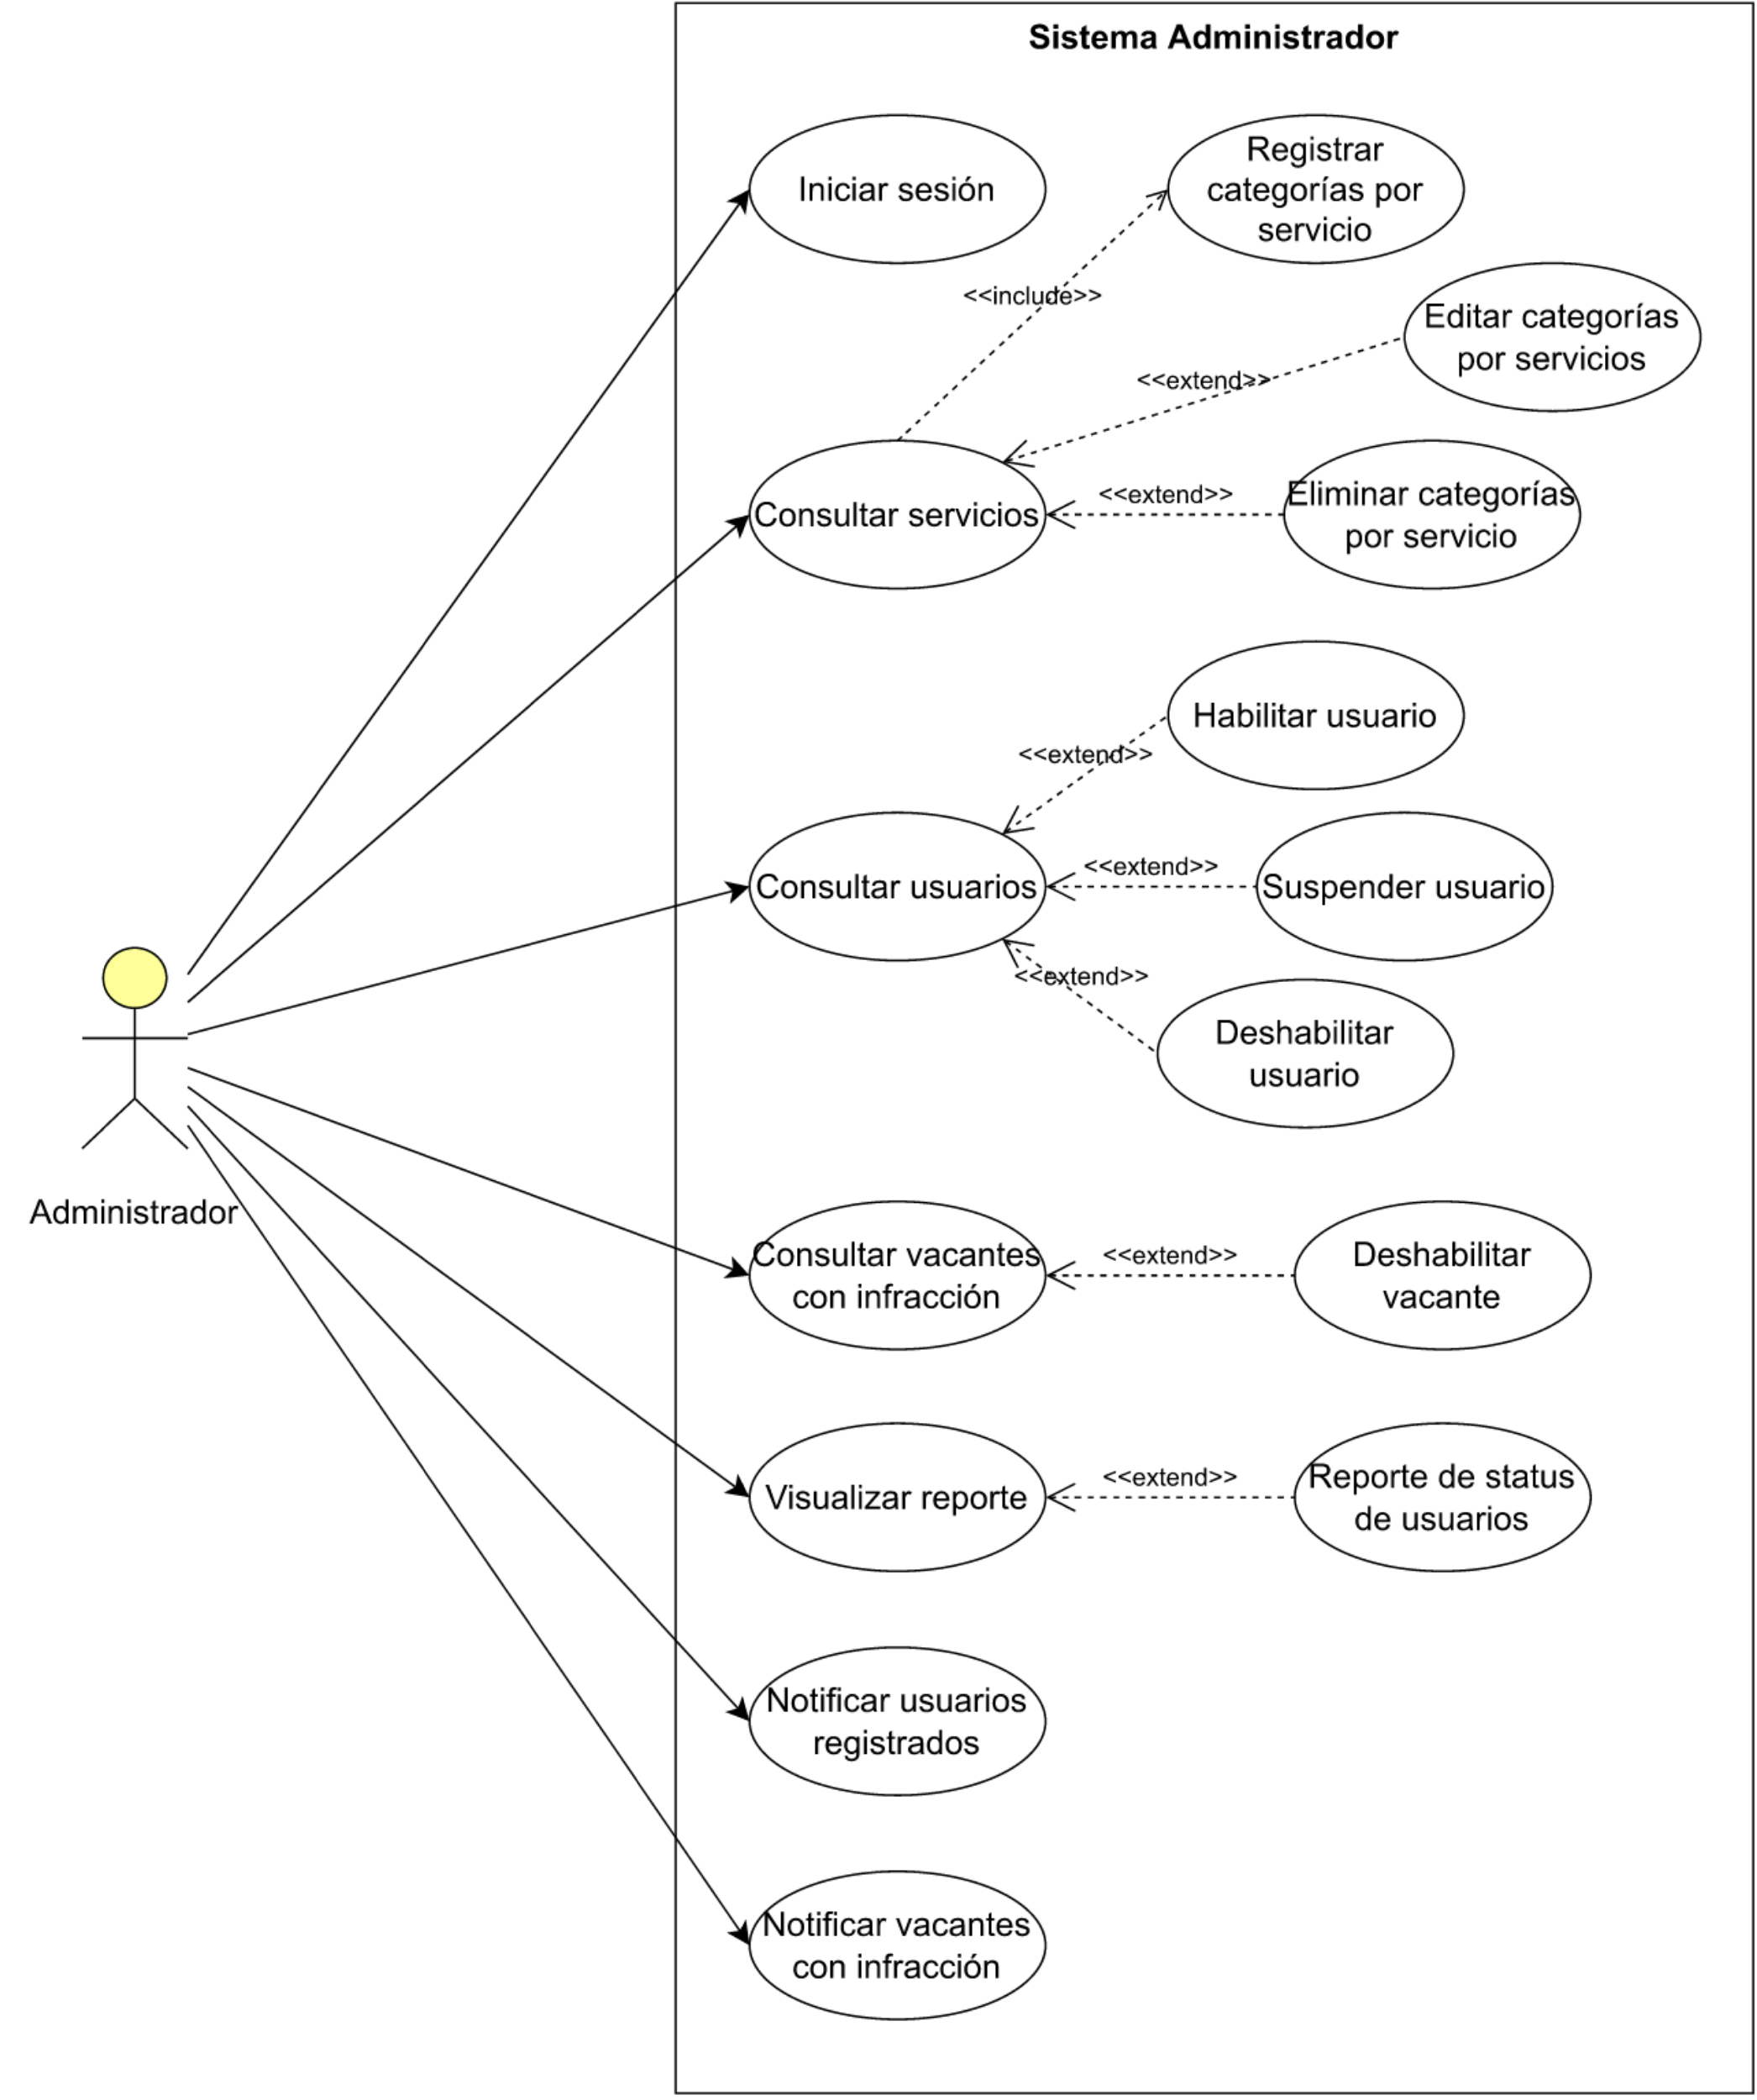 Sistema Administrador
Iniciar sesión
Registrar
categorías por
servicio
<<include>>
Editar categorías
por servicios
<<extend>>
Consultar servicios
<<extend>>
Eliminar categorías
por servicio
Habilitar usuario
<<extend>>
Consultar usuarios
<<extend>>
Suspender usuario
<<extend>>
Deshabilitar
usuario
Administrador
Consultar vacantes
con infracción
<<extend>>
Deshabilitar
vacante
Visualizar reporte
<<extend>>
Reporte de status
de usuarios
Notificar usuarios
registrados
Notificar vacantes
con infracción